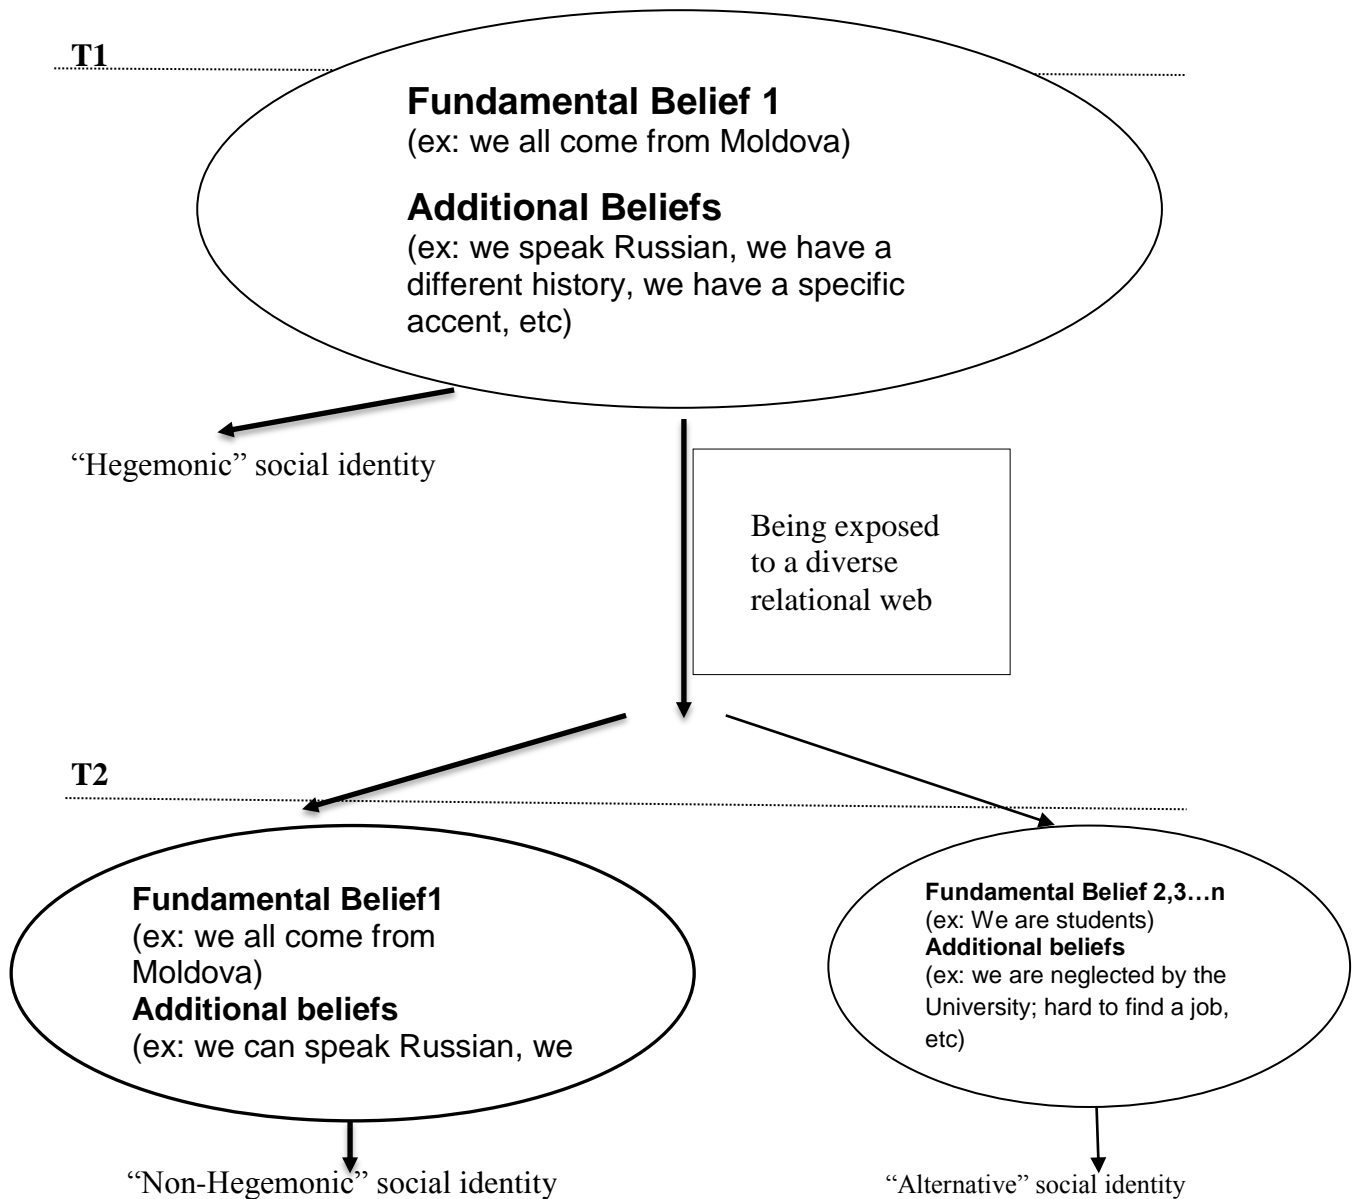 T1
Fundamental Belief 1
(ex: we all come from Moldova)
Additional Beliefs
(ex: we speak Russian, we have a
different history, we have a specific
accent, etc)
“Hegemonic” social identity
Being exposed
to a diverse
relational web
T2
Fundamental Belief1
(ex: we all come from
Moldova)
Additional beliefs
(ex: we can speak Russian, we
“Non-Hegemonic” social identity
Fundamental Belief 2,3…n
(ex: We are students)
Additional beliefs
(ex: we are neglected by the
University; hard to find a job,
etc)
“Alternative” social identity